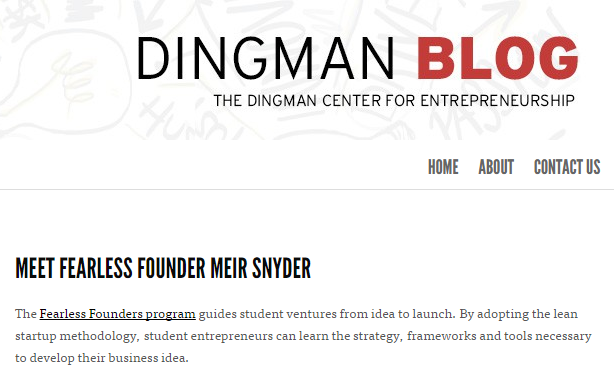 DINGMAN BLOG
THE DINGMAN CENTER FOR ENTREPRENEURSHIP
HOME ABOUT CONTACT US
MEET FEARLESS FOUNDER MEIR SNYDER
The Fearless Founders program guides student ventures from idea to launch. By adopting the lean
startup methodology, student entrepreneurs can learn the strategy, frameworks and tools necessary
to develop their business idea.